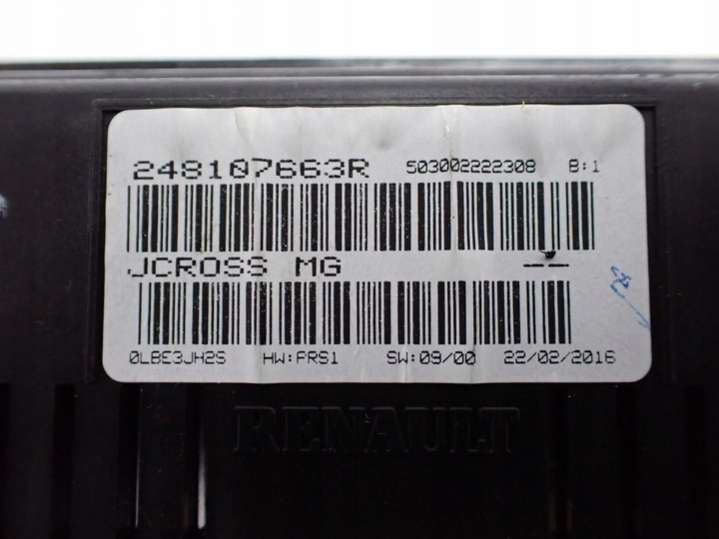 248107663R 503002222308 B:1
JCROSS MG --
0LBE3JH2S HW:FRS1 SW:09/00 22/02/2016
RENAULT